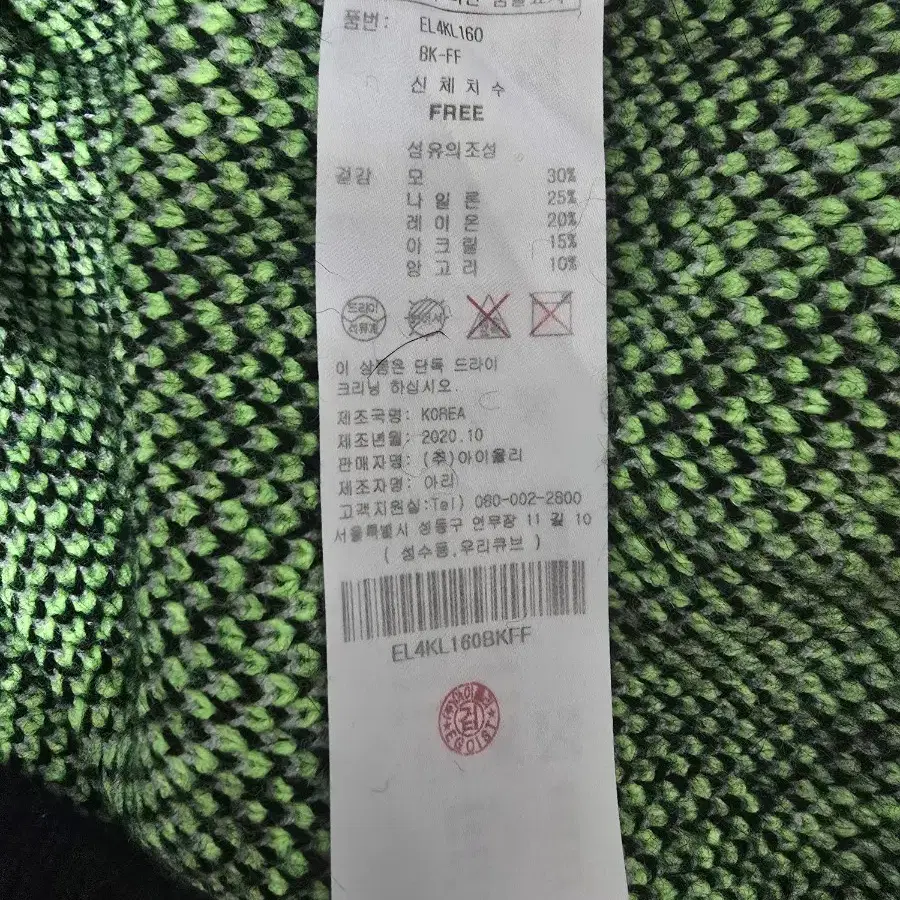 품번: EL4KL160
BK-FF
신체치수
FREE
섬유의조성
겉감 모 30%
나일론 25%
레이온 20%
아크릴 15%
앙고라 10%
드라이
이 상품은 단독 드라이
크리닝 하십시오.
제조국명: KOREA
제조년월: 2020.10
판매자명: (주)아이올리
제조자명: 아리
고객지원실:Tel) 080-002-2800
서울특별시 성동구 연무장 11 길 10
( 성수동,우리큐브 )
EL4KL160BKFF
EGOIST